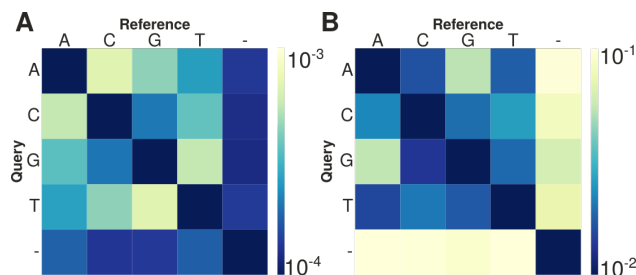 A
Reference
A C G T -
Query
A
C
G
T
-
10⁻³
10⁻⁴
B
Reference
A C G T -
Query
A
C
G
T
-
10⁻¹
10⁻²